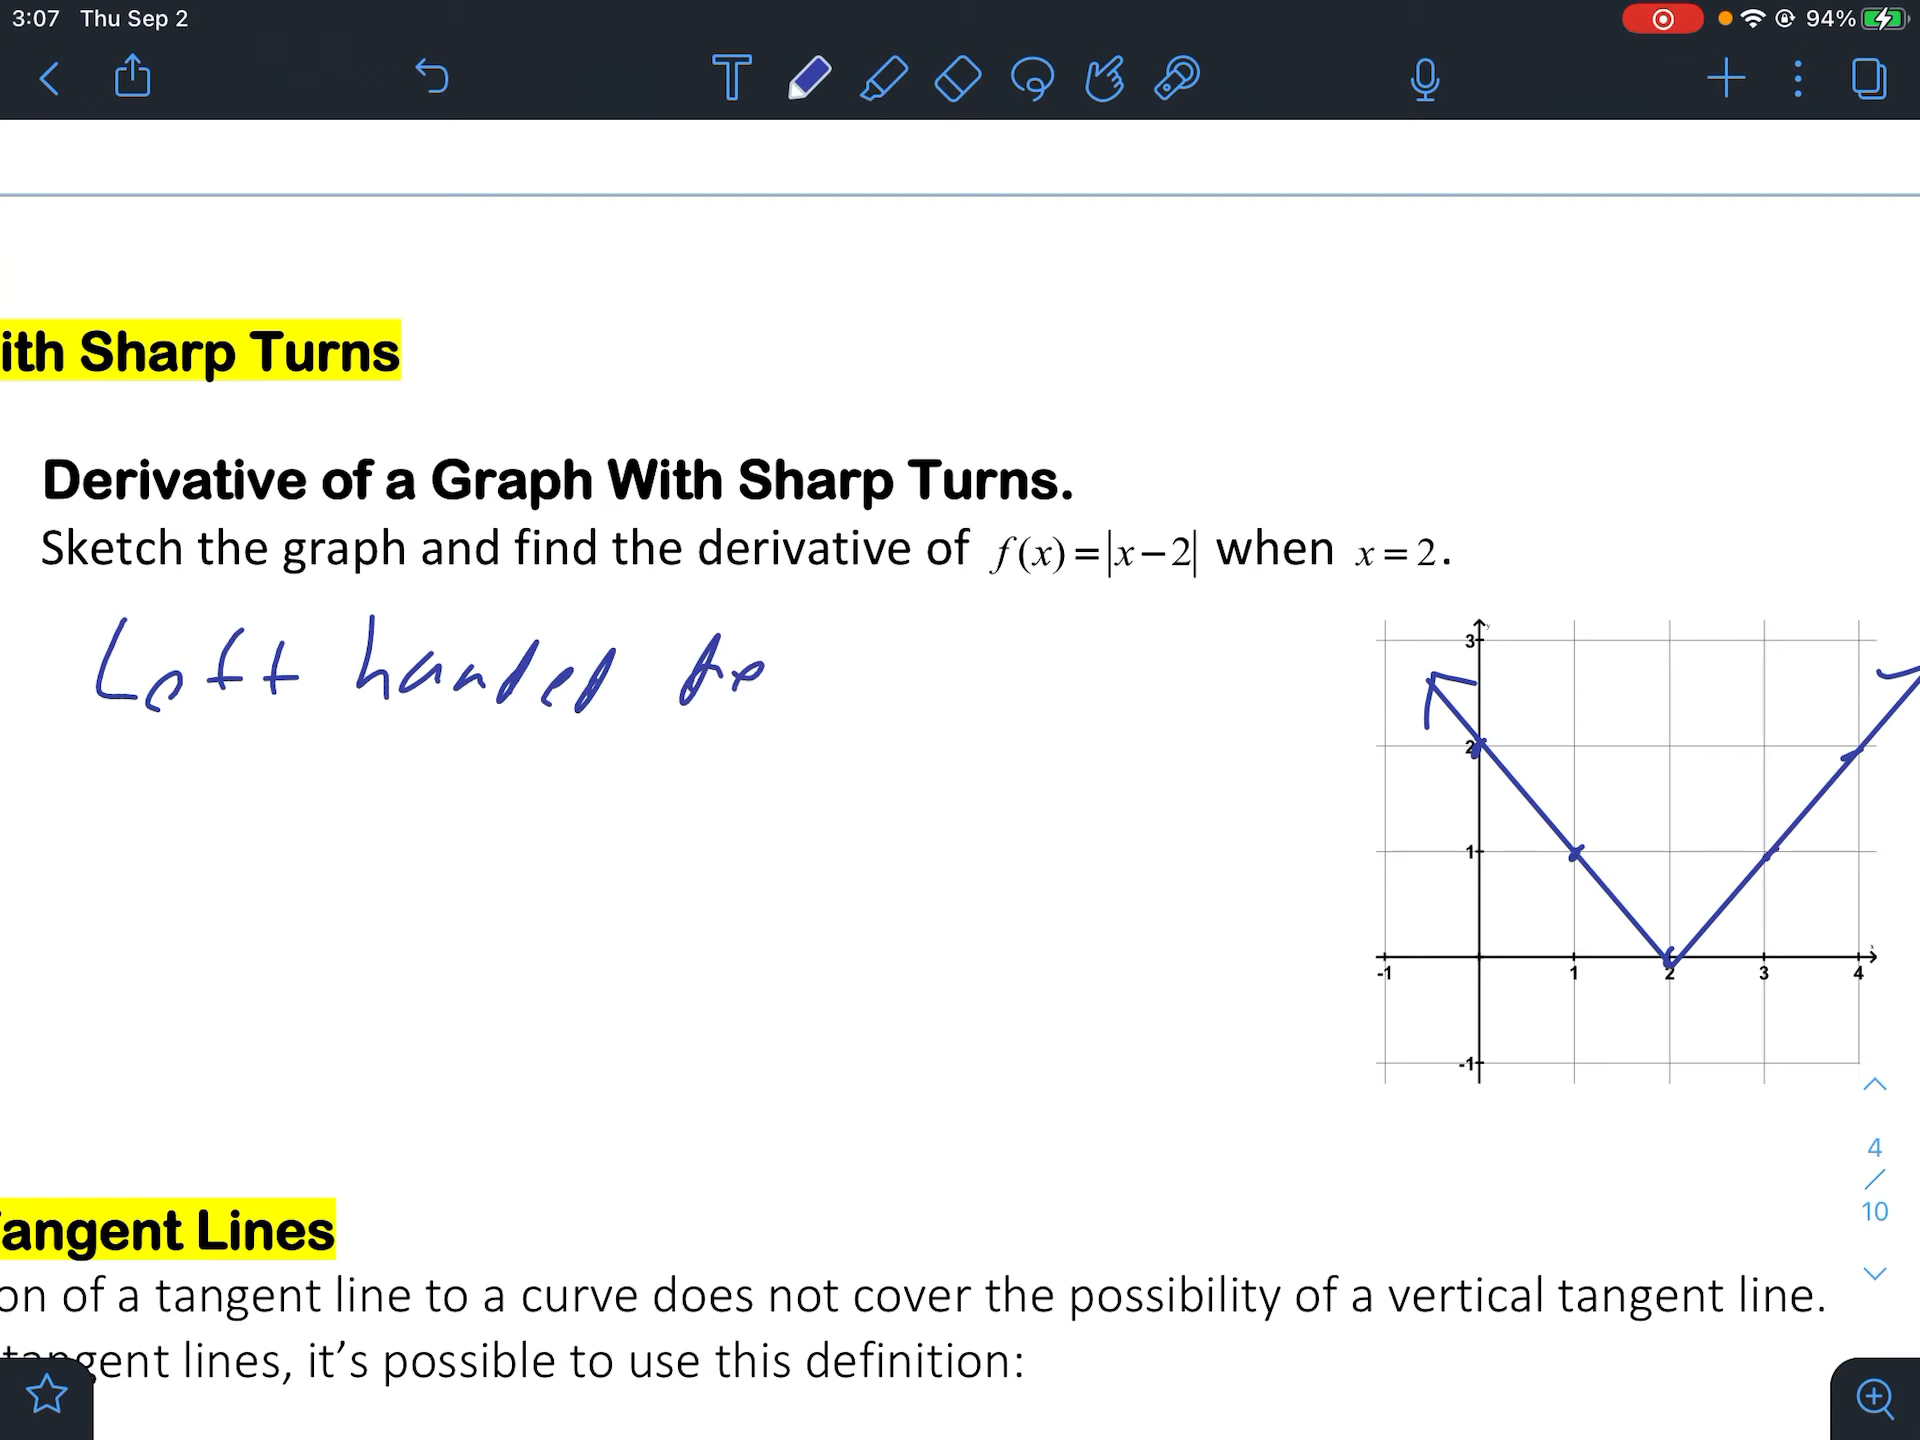 3:07 Thu Sep 2 94%
ith Sharp Turns
Derivative of a Graph With Sharp Turns.
Sketch the graph and find the derivative of f(x)=|x−2| when x=2.
Left handed de
y
3
2
1
x
-1 1 2 3 4
-1
4
/
10
angent Lines
on of a tangent line to a curve does not cover the possibility of a vertical tangent line.
tangent lines, it’s possible to use this definition: